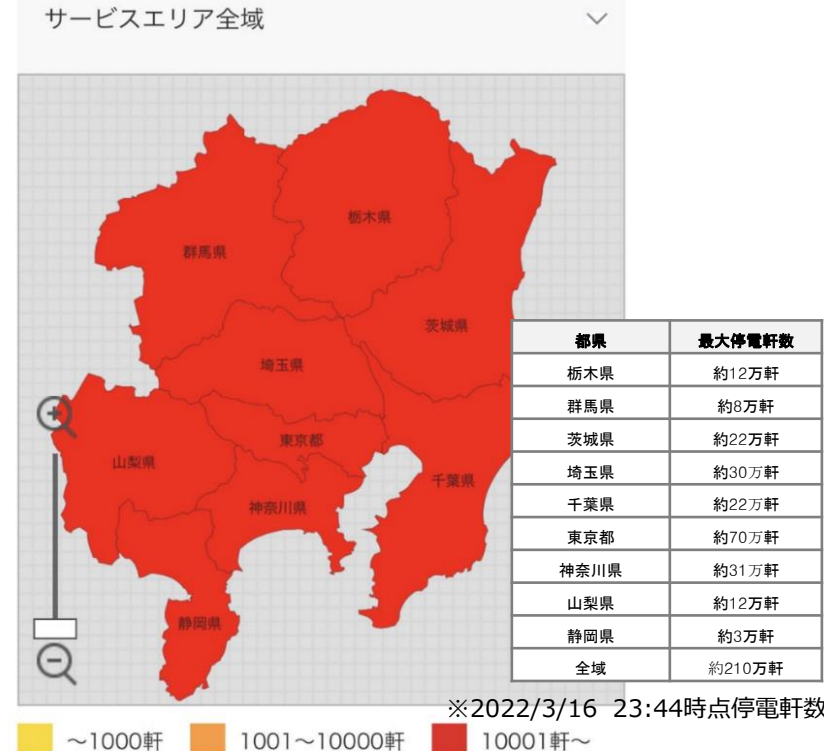 サービスエリア全域
栃木県
群馬県
茨城県
埼玉県
東京都
山梨県
千葉県
神奈川県
静岡県
都県 最大停電軒数
栃木県 約12万軒
群馬県 約8万軒
茨城県 約22万軒
埼玉県 約30万軒
千葉県 約22万軒
東京都 約70万軒
神奈川県 約31万軒
山梨県 約12万軒
静岡県 約3万軒
全域 約210万軒
※2022/3/16 23:44時点停電軒数
～1000軒 1001～10000軒 10001軒～